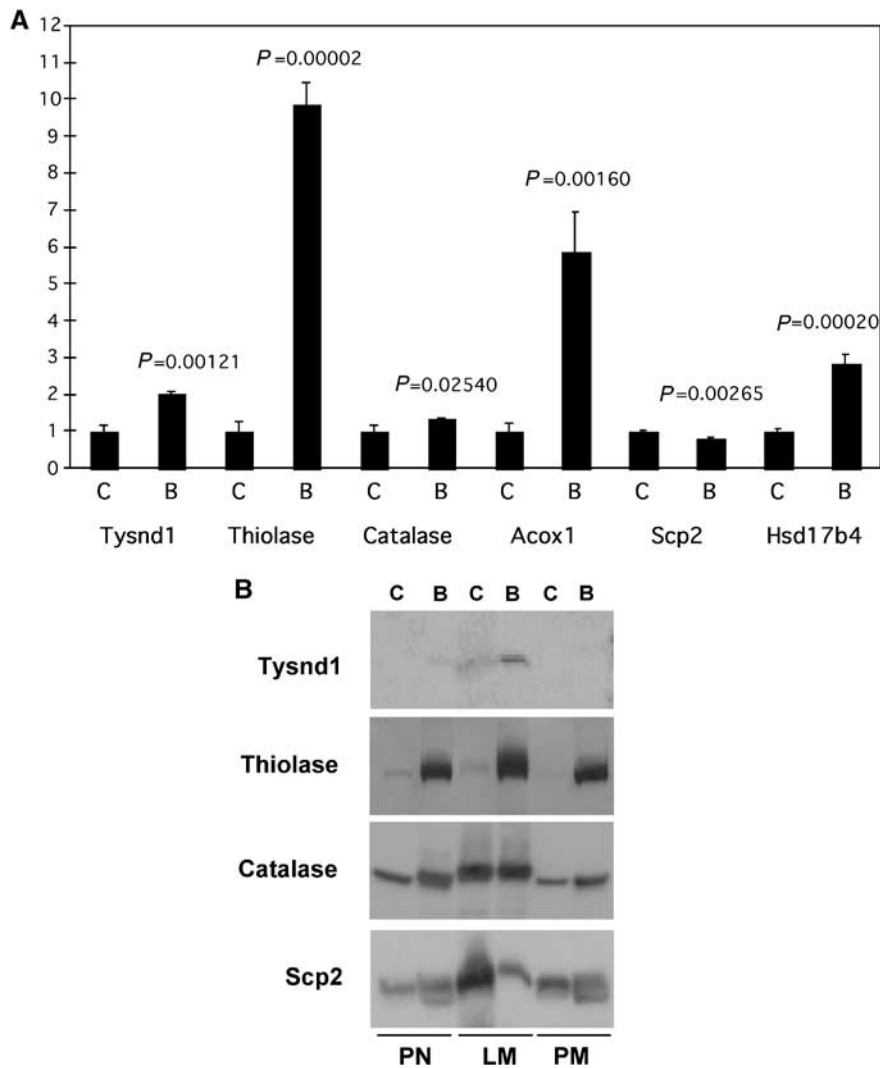 A
12
11
10
9
8
7
6
5
4
3
2
1
0
P=0.00121
P=0.00002
P=0.02540
P=0.00160
P=0.00265
P=0.00020
C B C B C B C B C B C B
Tysnd1 Thiolase Catalase Acox1 Scp2 Hsd17b4
B
C B C B C B
Tysnd1
Thiolase
Catalase
Scp2
PN LM PM